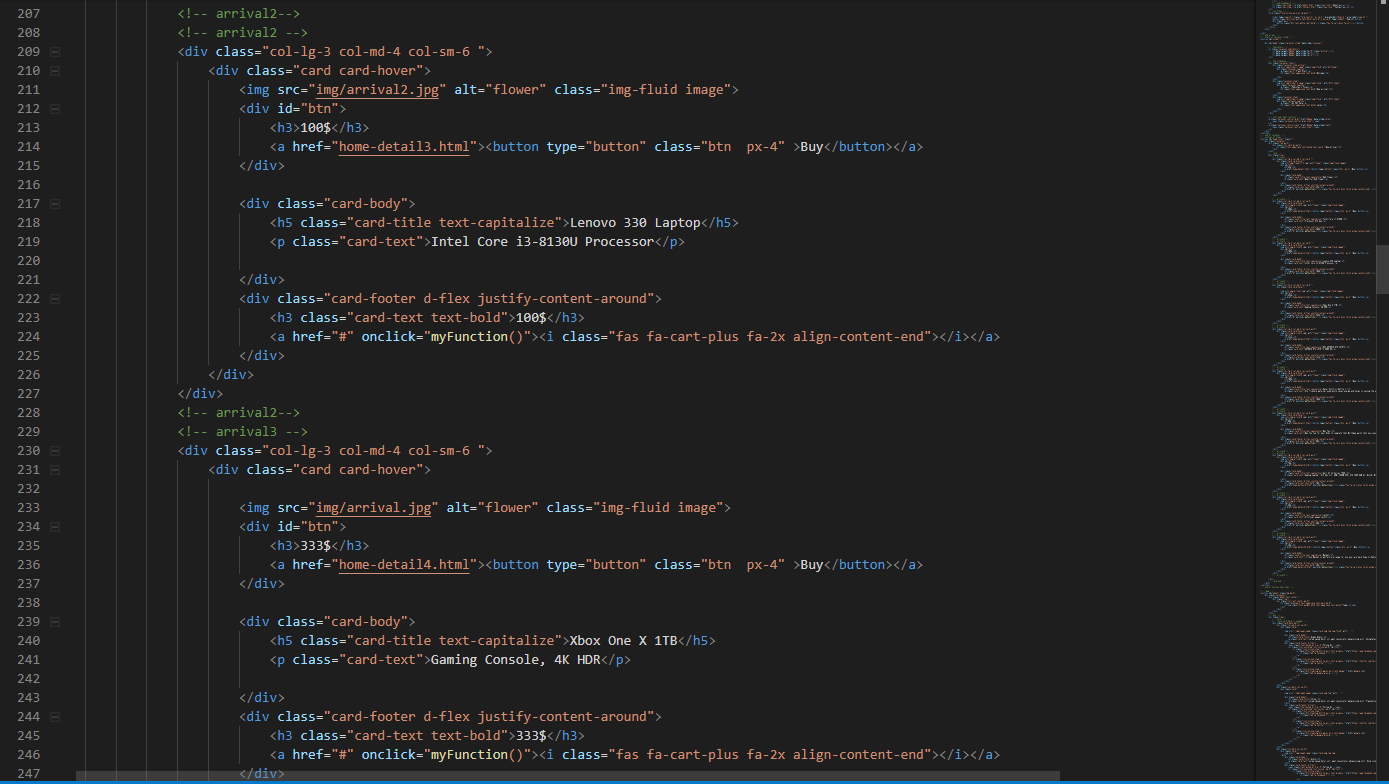 207 <!-- arrival2-->
208 <!-- arrival2 -->
209 <div class="col-lg-3 col-md-4 col-sm-6 ">
210 <div class="card card-hover">
211 <img src="img/arrival2.jpg" alt="flower" class="img-fluid image">
212 <div id="btn">
213 <h3>100$</h3>
214 <a href="home-detail3.html"><button type="button" class="btn  px-4" >Buy</button></a>
215 </div>
216
217 <div class="card-body">
218 <h5 class="card-title text-capitalize">Lenovo 330 Laptop</h5>
219 <p class="card-text">Intel Core i3-8130U Processor</p>
220
221 </div>
222 <div class="card-footer d-flex justify-content-around">
223 <h3 class="card-text text-bold">100$</h3>
224 <a href="#" onclick="myFunction()"><i class="fas fa-cart-plus fa-2x align-content-end"></i></a>
225 </div>
226 </div>
227 </div>
228 <!-- arrival2-->
229 <!-- arrival3 -->
230 <div class="col-lg-3 col-md-4 col-sm-6 ">
231 <div class="card card-hover">
232
233 <img src="img/arrival.jpg" alt="flower" class="img-fluid image">
234 <div id="btn">
235 <h3>333$</h3>
236 <a href="home-detail4.html"><button type="button" class="btn  px-4" >Buy</button></a>
237 </div>
238
239 <div class="card-body">
240 <h5 class="card-title text-capitalize">Xbox One X 1TB</h5>
241 <p class="card-text">Gaming Console, 4K HDR</p>
242
243 </div>
244 <div class="card-footer d-flex justify-content-around">
245 <h3 class="card-text text-bold">333$</h3>
246 <a href="#" onclick="myFunction()"><i class="fas fa-cart-plus fa-2x align-content-end"></i></a>
247 </div>